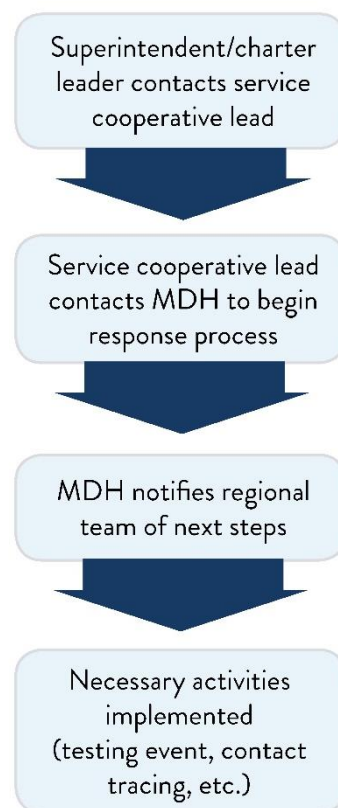 Superintendent/charter
leader contacts service
cooperative lead
Service cooperative lead
contacts MDH to begin
response process
MDH notifies regional
team of next steps
Necessary activities
implemented
(testing event, contact
tracing, etc.)